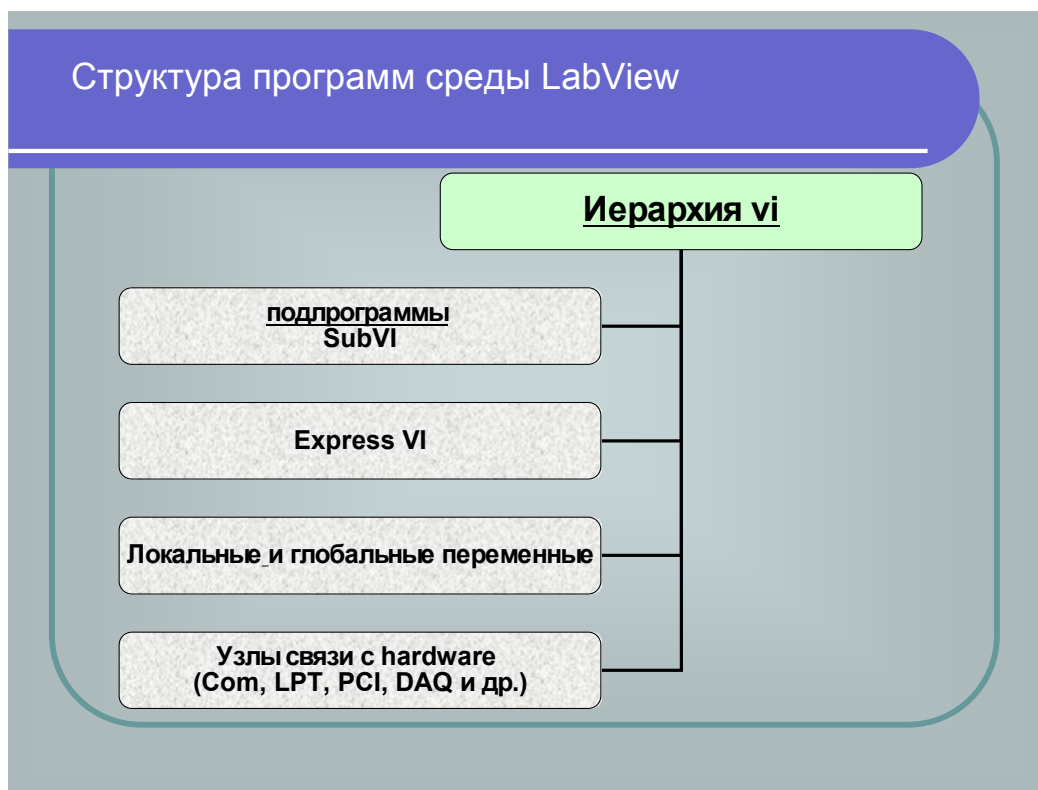 Структура программ среды LabView
Иерархия vi
подлрограммы
SubVI
Express VI
Локальные и глобальные переменные
Узлы связи с hardware
(Com, LPT, PCI, DAQ и др.)